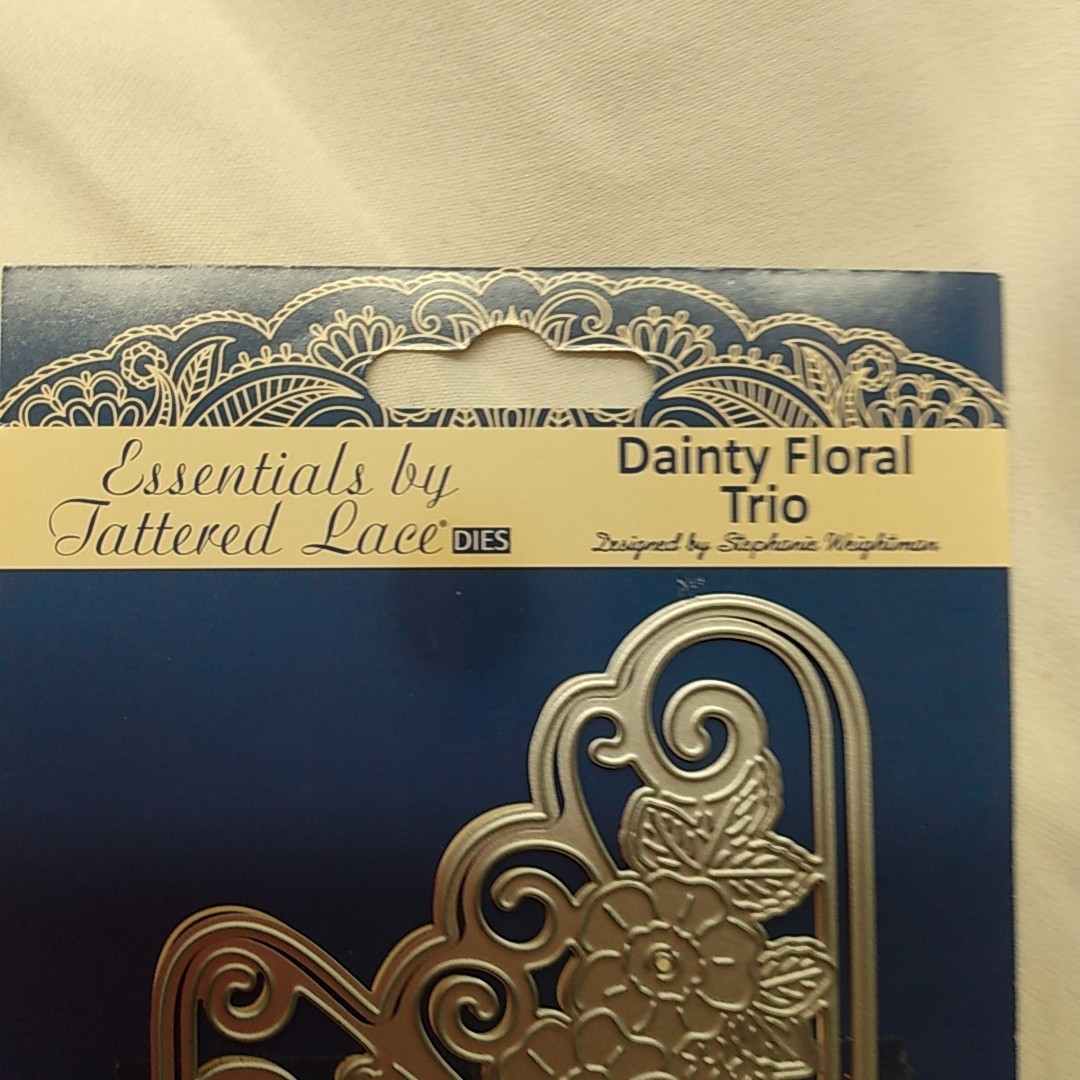 Essentials by
Tattered Lace® DIES
Dainty Floral
Trio
Designed by Stephanie Weightman